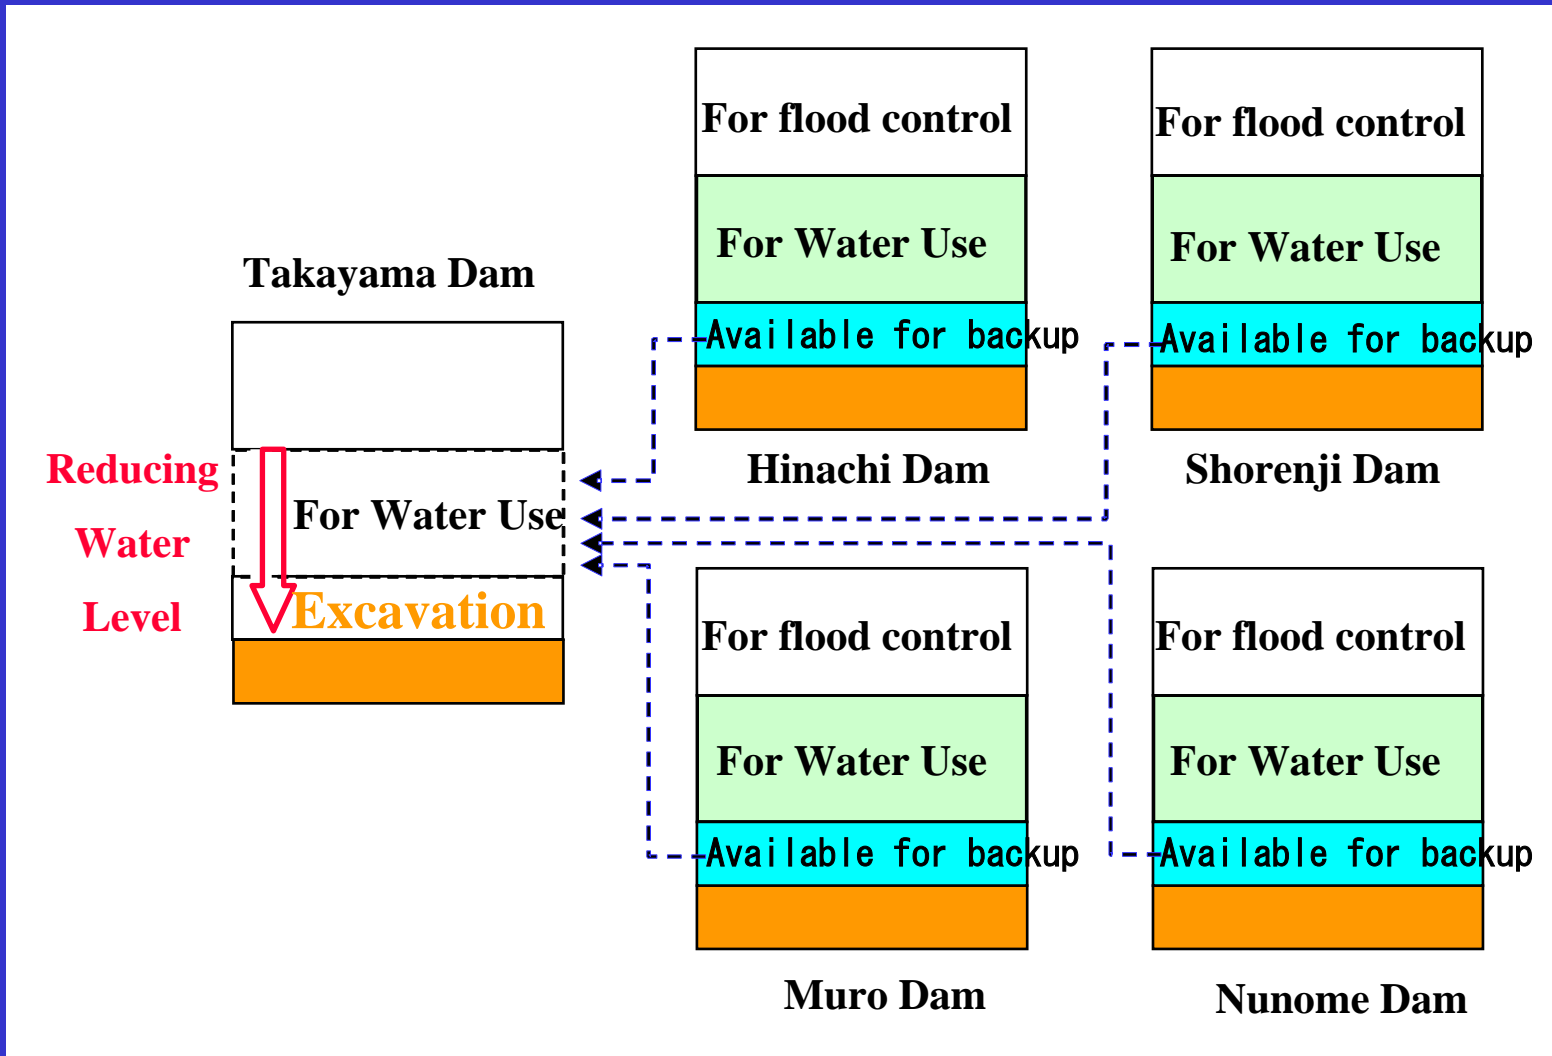 Takayama Dam
Reducing
Water
Level
For Water Use
Excavation
For flood control
For Water Use
Available for backup
Hinachi Dam
For flood control
For Water Use
Available for backup
Shorenji Dam
For flood control
For Water Use
Available for backup
Muro Dam
For flood control
For Water Use
Available for backup
Nunome Dam